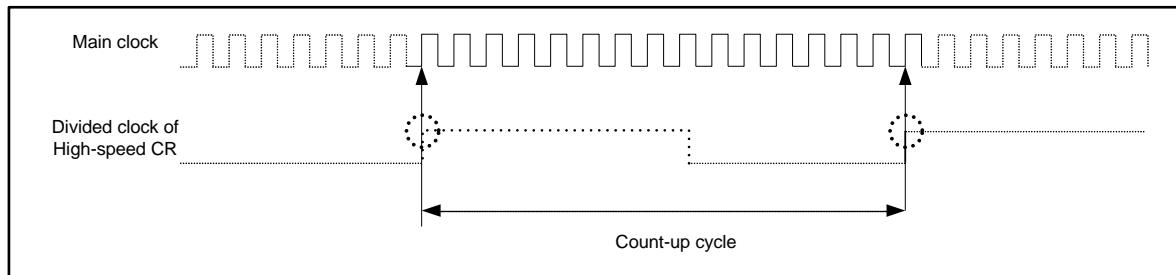 Main clock
Divided clock of
High-speed CR
Count-up cycle